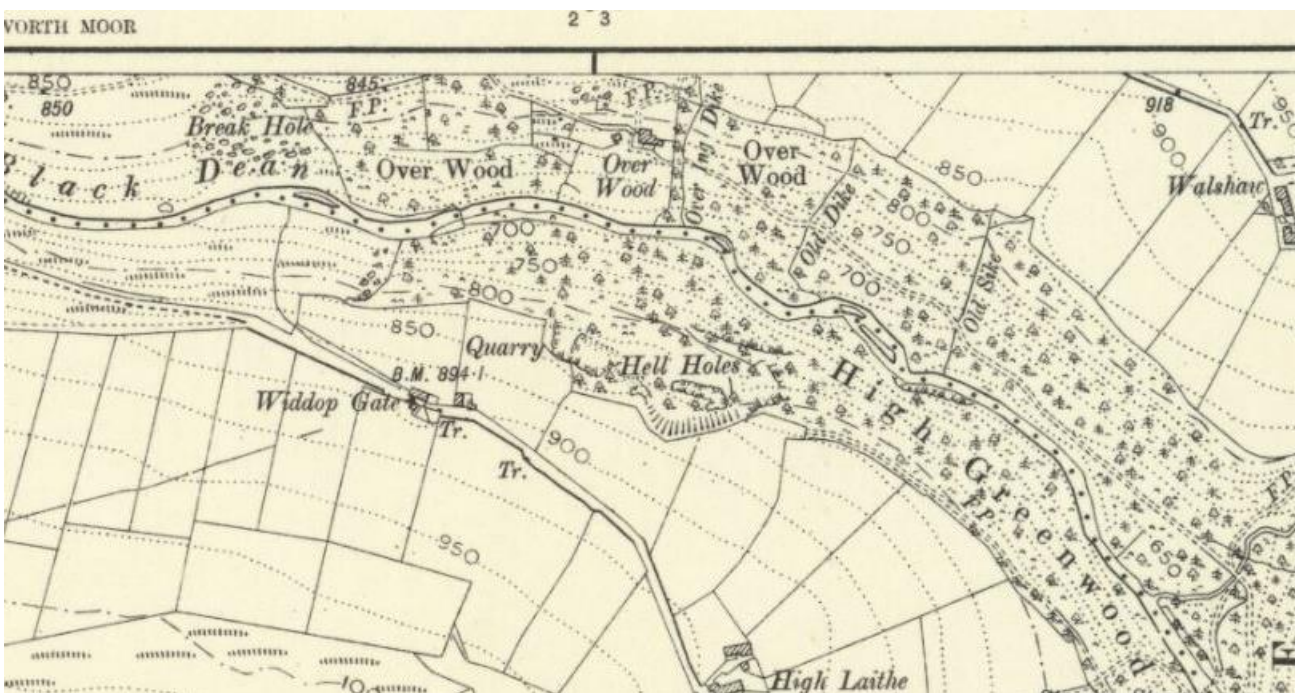 WORTH MOOR
2 3
850
850
845
F.P.
F.P.
918
950
Tr.
Break Hole
Black Dean
Over Wood
Over
Wood
Over Ing Dike
Over
Wood
850
900
Walshaw
Old Dike
800
750
700
Old Sike
700
750
800
850
Quarry
Hell Holes
B.M. 894·1
Widdop Gate
Tr.
Tr.
900
High Greenwood
F.P.
F.P.
950
650
High Laithe